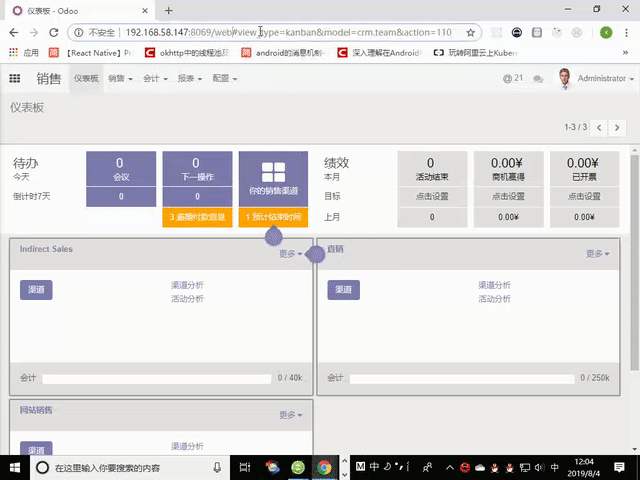 仪表板 - Odoo
不安全 | 192.168.58.147:8069/web#view_type=kanban&model=crm.team&action=110
应用 【React Native】Pr okhttp中的线程池及 android的消息机制- 深入理解在Android 玩转阿里云上Kuber
销售 仪表板 销售 会计 报表 配置 @ 21 Administrator
仪表板
1-3 / 3
待办
今天
倒计时7天
0
会议
0
0
下一操作
0
3 逾期付款信息
你的销售渠道
1 预计结束时间
绩效
本月
目标
上月
0
活动结束
点击设置
0
0.00¥
商机赢得
点击设置
0.00¥
0.00¥
已开票
点击设置
0.00¥
Indirect Sales
更多
渠道
渠道分析
活动分析
会计 0 / 40k
直销
更多
渠道
渠道分析
活动分析
会计 0 / 250k
网站销售
更多
渠道
渠道分析
在这里输入你要搜索的内容
M 中
中
12:04
2019/8/4